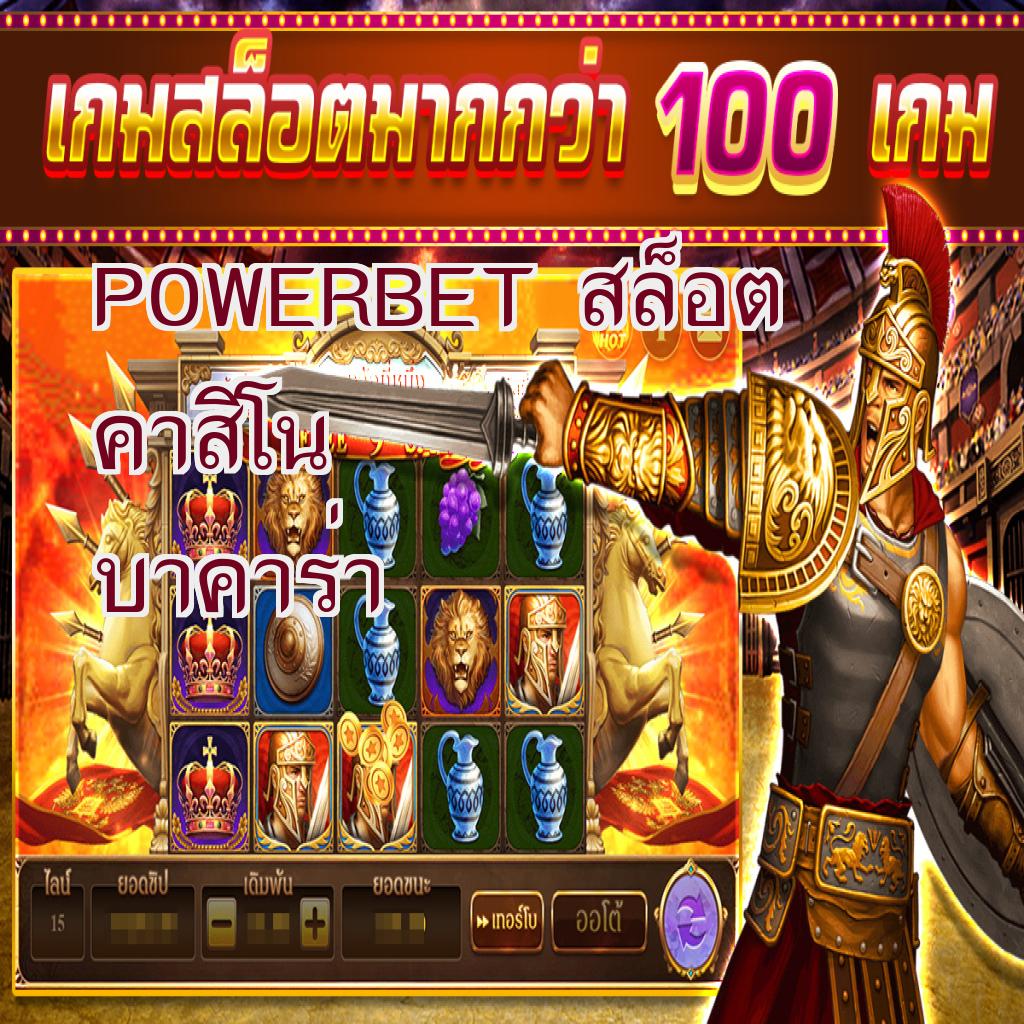 เกมสล็อตมากกว่า 100 เกม
POWERBET สล็อต
HOT
คาสิโน
บาคาร่า
ไลน์ ยอดชิป เดิมพัน ยอดชนะ
15 เทอร์โบ ออโต้